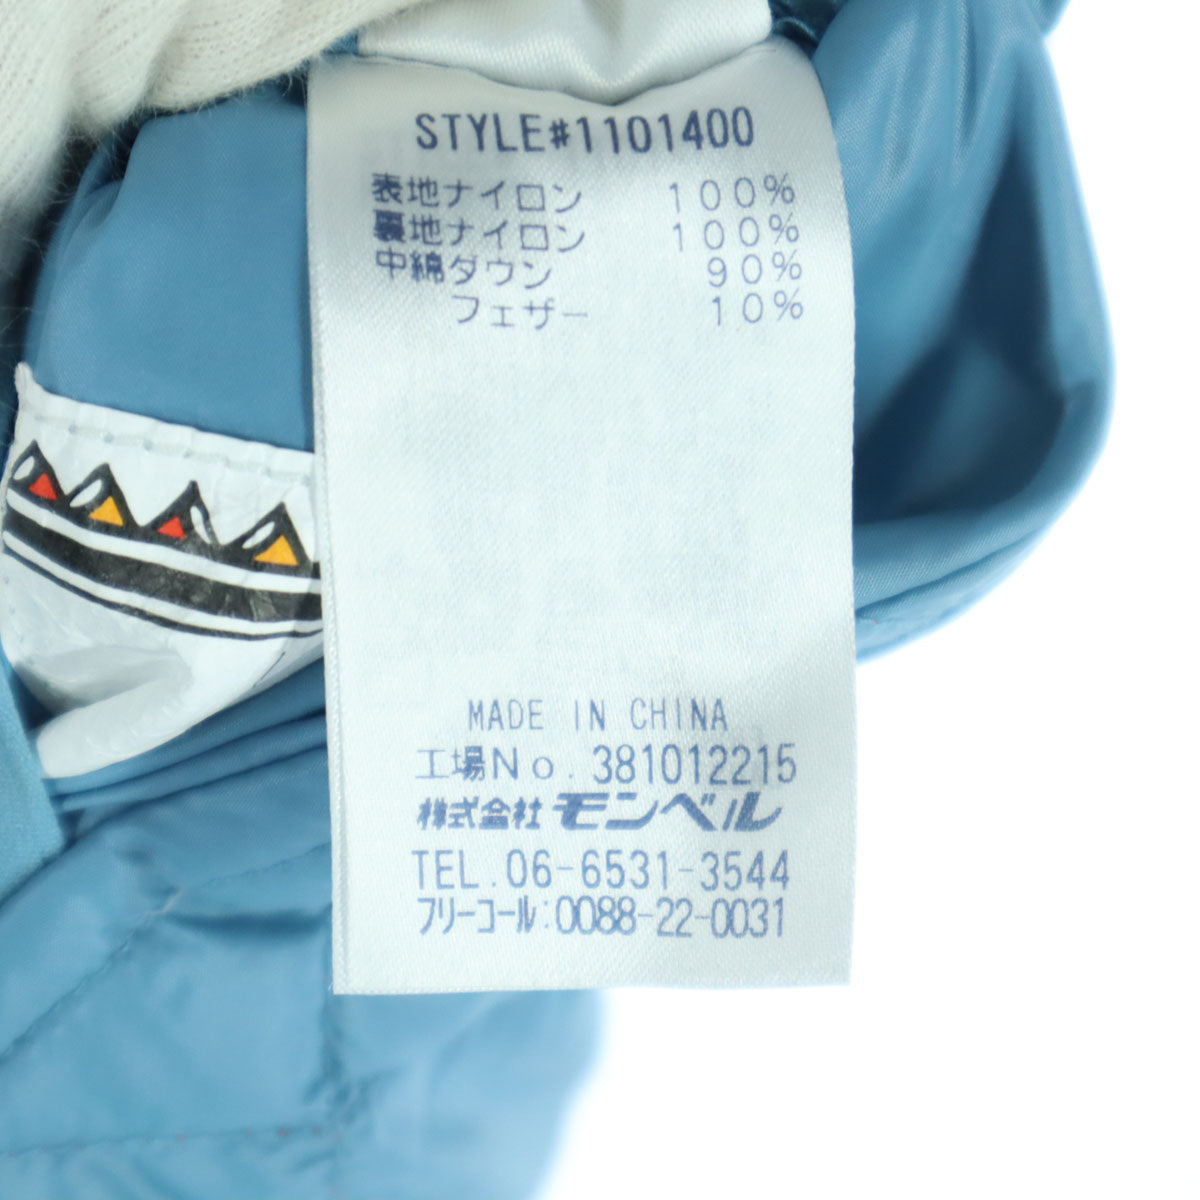 STYLE#1101400
表地ナイロン 100%
裏地ナイロン 100%
中綿ダウン 90%
フェザー 10%
MADE IN CHINA
工場No. 381012215
株式会社モンベル
TEL. 06-6531-3544
フリーコール:0088-22-0031